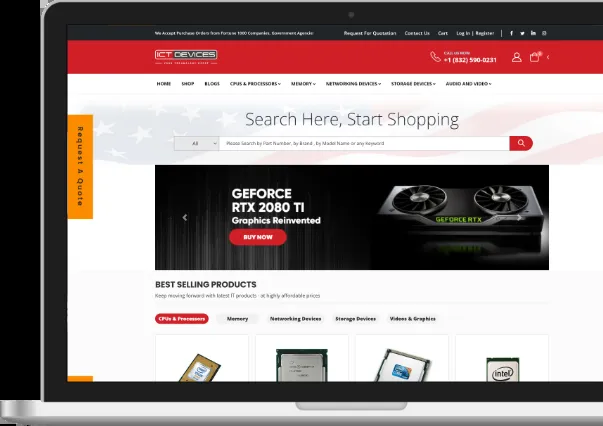 We Accept Purchase Orders from Fortune 1000 Companies, Government Agencies
Request For Quotation Contact Us Cart Log In | Register
ICT DEVICES
YOUR TECHNOLOGY STORE
CALL US NOW
+1 (832) 590-0231
0
HOME SHOP BLOGS CPUS & PROCESSORS MEMORY NETWORKING DEVICES STORAGE DEVICES AUDIO AND VIDEO
Request A Quote
Search Here, Start Shopping
All Please Search by Part Number, by Brand , by Model Name or any Keyword
GEFORCE
RTX 2080 TI
Graphics Reinvented
BUY NOW
GEFORCE RTX
BEST SELLING PRODUCTS
Keep moving forward with latest IT products - at highly affordable prices
CPUs & Processors Memory Networking Devices Storage Devices Videos & Graphics
intel